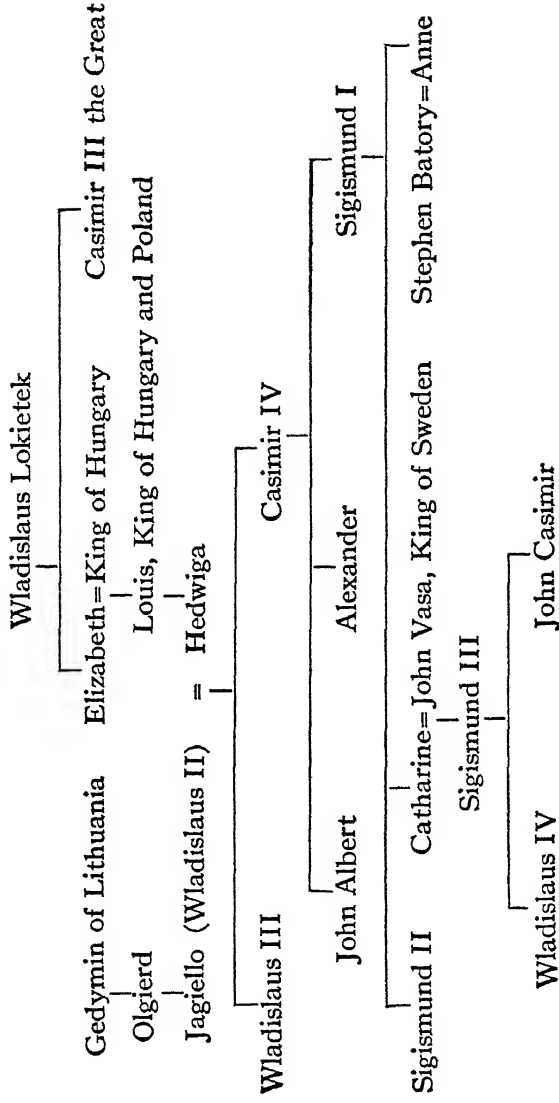 Wladislaus Lokietek
Gedymin of Lithuania Elizabeth=King of Hungary Casimir III the Great
Olgierd Louis, King of Hungary and Poland
Jagiello (Wladislaus II) = Hedwiga
Wladislaus III Casimir IV
John Albert Alexander Sigismund I
Sigismund II Catharine=John Vasa, King of Sweden Stephen Batory=Anne
Sigismund III
Wladislaus IV John Casimir